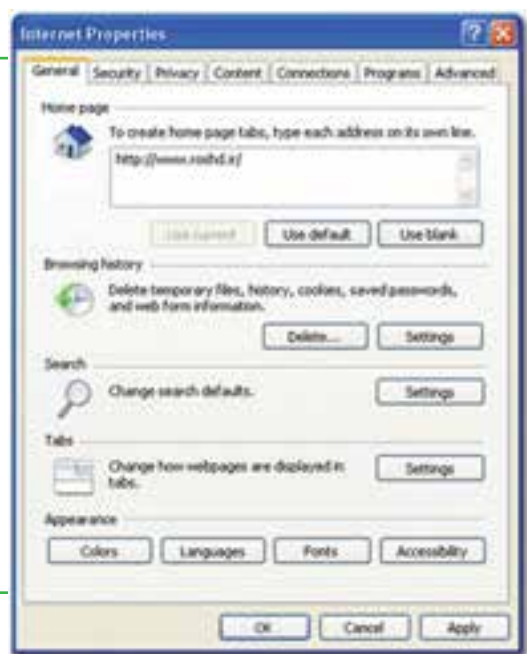 Internet Properties
General Security Privacy Content Connections Programs Advanced
Home page
To create home page tabs, type each address on its own line.
http://www.roshd.ir/
Use current Use default Use blank
Browsing history
Delete temporary files, history, cookies, saved passwords,
and web form information.
Delete... Settings
Search
Change search defaults.
Settings
Tabs
Change how webpages are displayed in
tabs.
Settings
Appearance
Colors Languages Fonts Accessibility
OK Cancel Apply